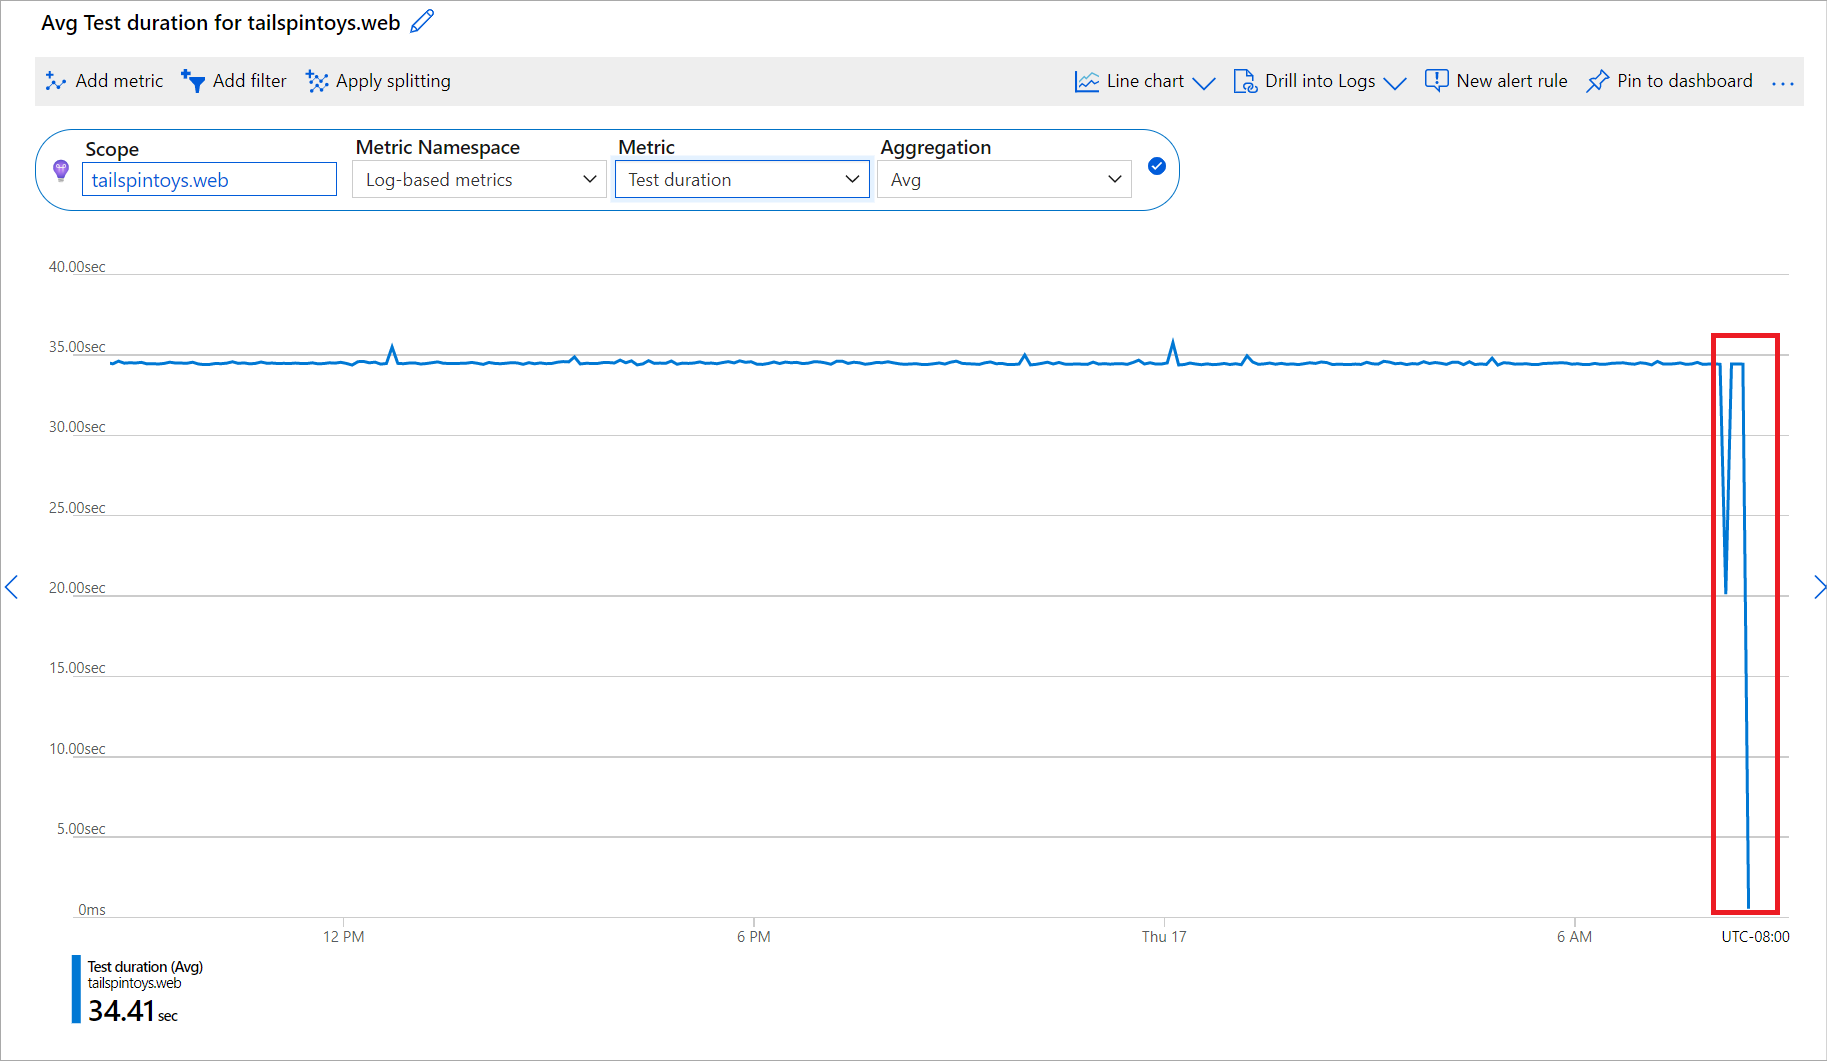 Avg Test duration for tailspintoys.web
Add metric Add filter Apply splitting Line chart Drill into Logs New alert rule Pin to dashboard ...
Scope Metric Namespace Metric Aggregation
tailspintoys.web Log-based metrics Test duration Avg
40.00sec
35.00sec
30.00sec
25.00sec
20.00sec
15.00sec
10.00sec
5.00sec
0ms
12 PM 6 PM Thu 17 6 AM UTC-08:00
Test duration (Avg)
tailspintoys.web
34.41 sec